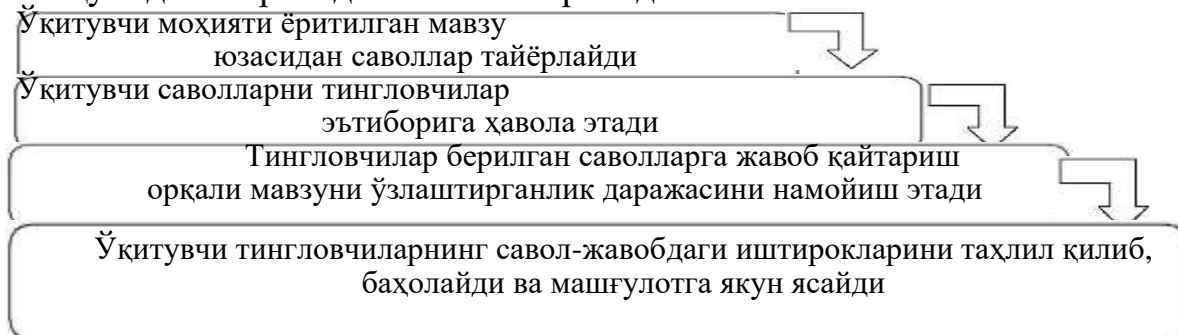 Ўқитувчи моҳияти ёритилган мавзу
юзасидан саволлар тайёрлайди
Ўқитувчи саволларни тингловчилар
эътиборига ҳавола этади
Тингловчилар берилган саволларга жавоб қайтариш
орқали мавзуни ўзлаштирганлик даражасини намойиш этади
Ўқитувчи тингловчиларнинг савол-жавобдаги иштирокларини таҳлил қилиб,
баҳолайди ва машғулотга якун ясайди